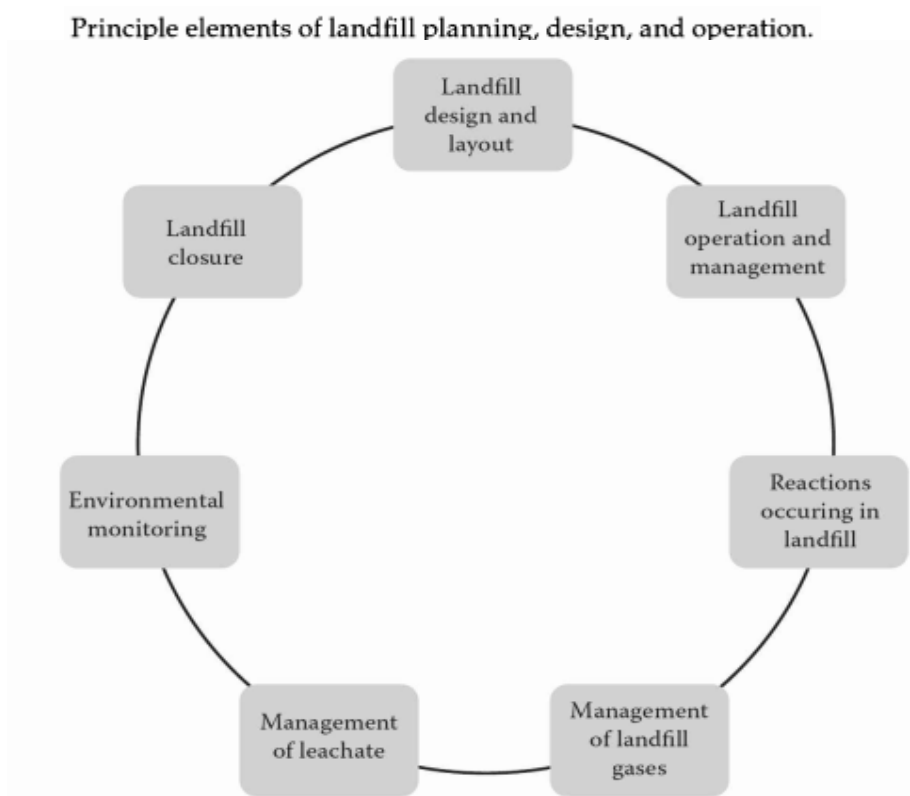 Principle elements of landfill planning, design, and operation.
Landfill
design and
layout
Landfill
operation and
management
Reactions
occuring in
landfill
Management
of landfill
gases
Management
of leachate
Environmental
monitoring
Landfill
closure